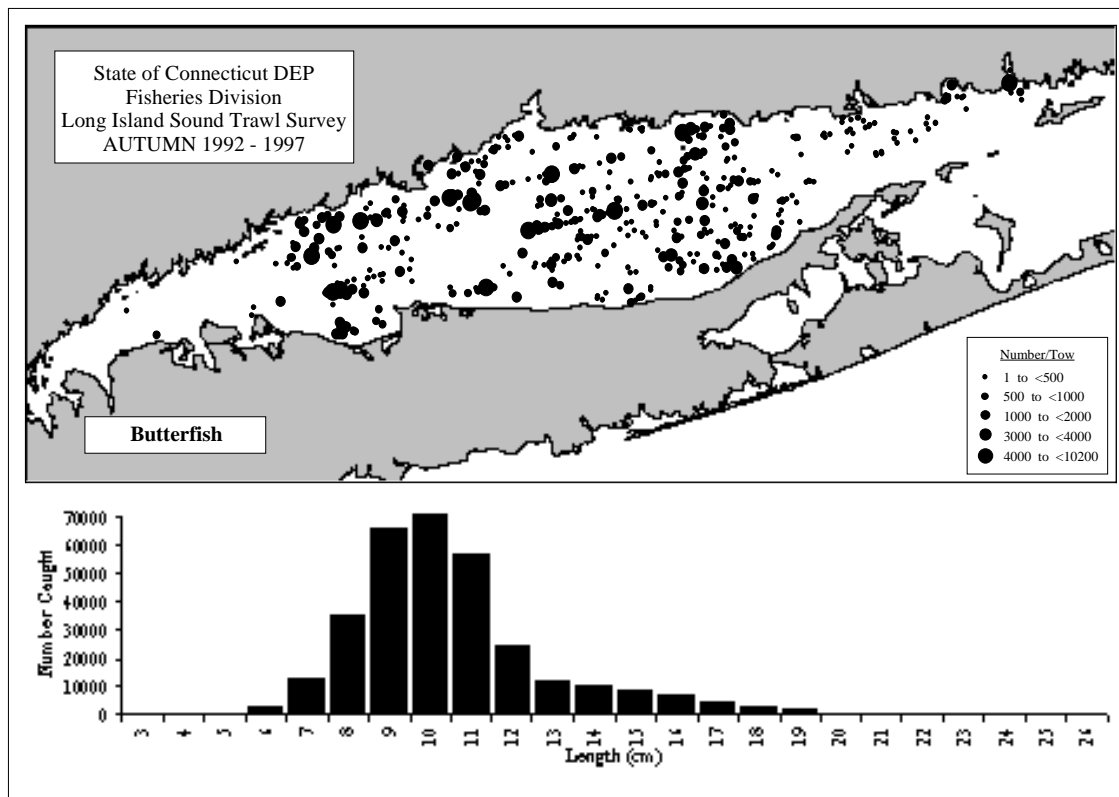 State of Connecticut DEP
Fisheries Division
Long Island Sound Trawl Survey
AUTUMN 1992 - 1997
Butterfish
Number/Tow
1 to <500
500 to <1000
1000 to <2000
3000 to <4000
4000 to <10200
Number Caught
70000
60000
50000
40000
30000
20000
10000
0
3 4 5 6 7 8 9 10 11 12 13 14 15 16 17 18 19 20 21 22 23 24 25 26
Length (cm)